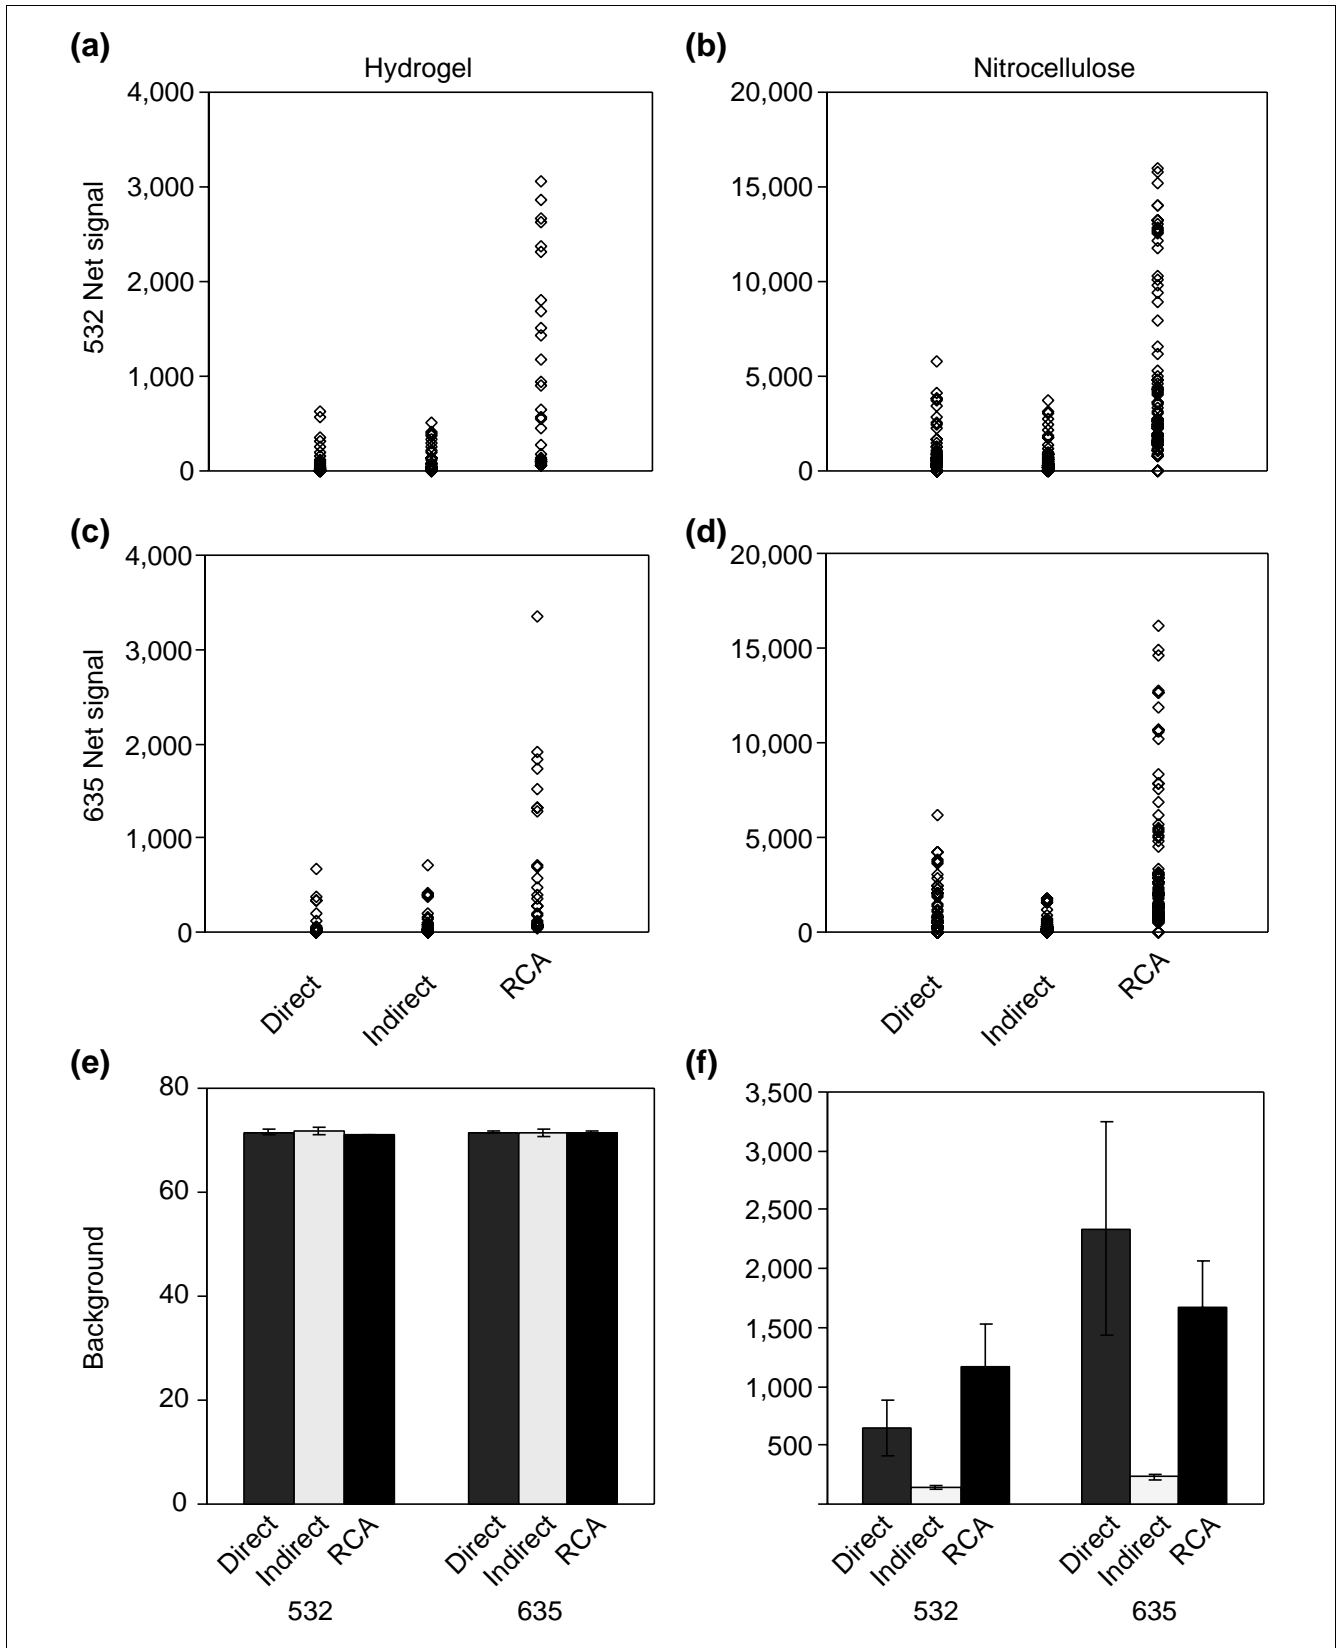 (a)
Hydrogel
532 Net signal
4,000
3,000
2,000
1,000
0
(b)
Nitrocellulose
20,000
15,000
10,000
5,000
0
(c)
635 Net signal
4,000
3,000
2,000
1,000
0
Direct
Indirect
RCA
(d)
20,000
15,000
10,000
5,000
0
Direct
Indirect
RCA
(e)
Background
80
60
40
20
0
Direct
Indirect
RCA
Direct
Indirect
RCA
532
635
(f)
3,500
3,000
2,500
2,000
1,500
1,000
500
Direct
Indirect
RCA
Direct
Indirect
RCA
532
635